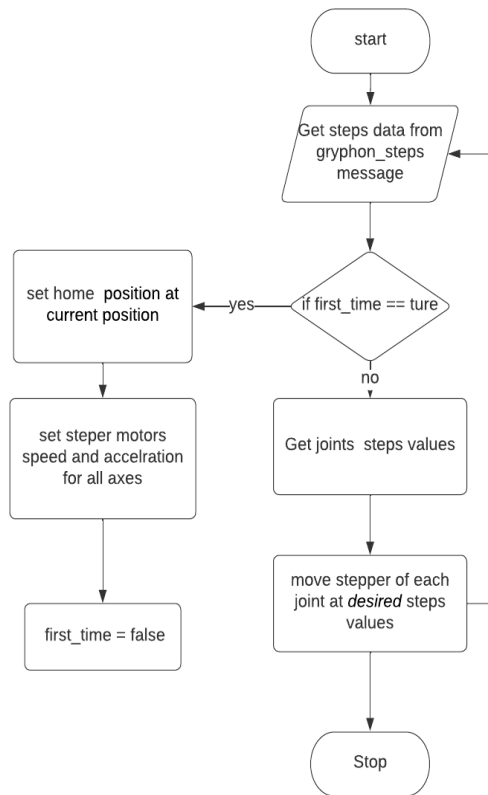 start
Get steps data from
gryphon_steps
message
if first_time == ture
yes
no
set home position at
current position
set steper motors
speed and accelration
for all axes
first_time = false
Get joints steps values
move stepper of each
joint at desired steps
values
Stop